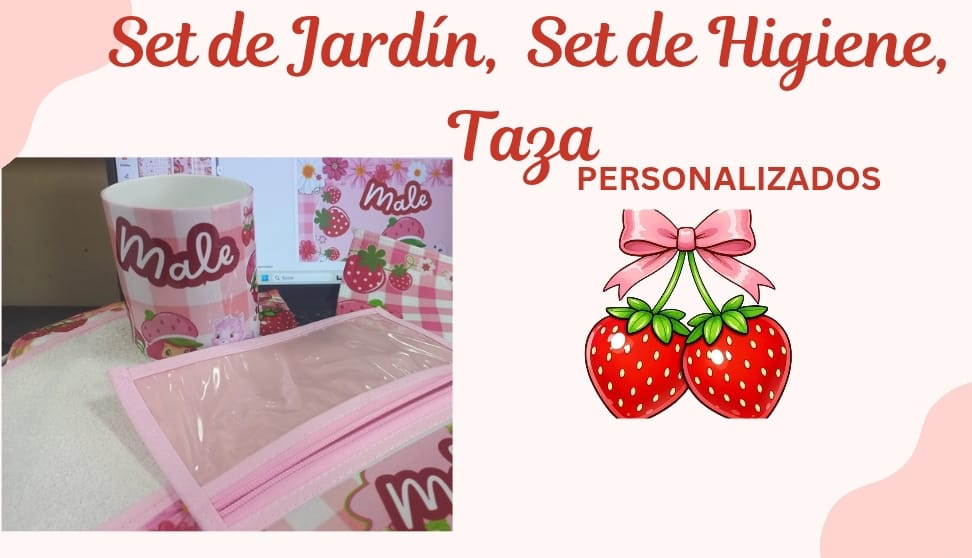 Set de Jardín, Set de Higiene,
Taza
PERSONALIZADOS
Male
Male